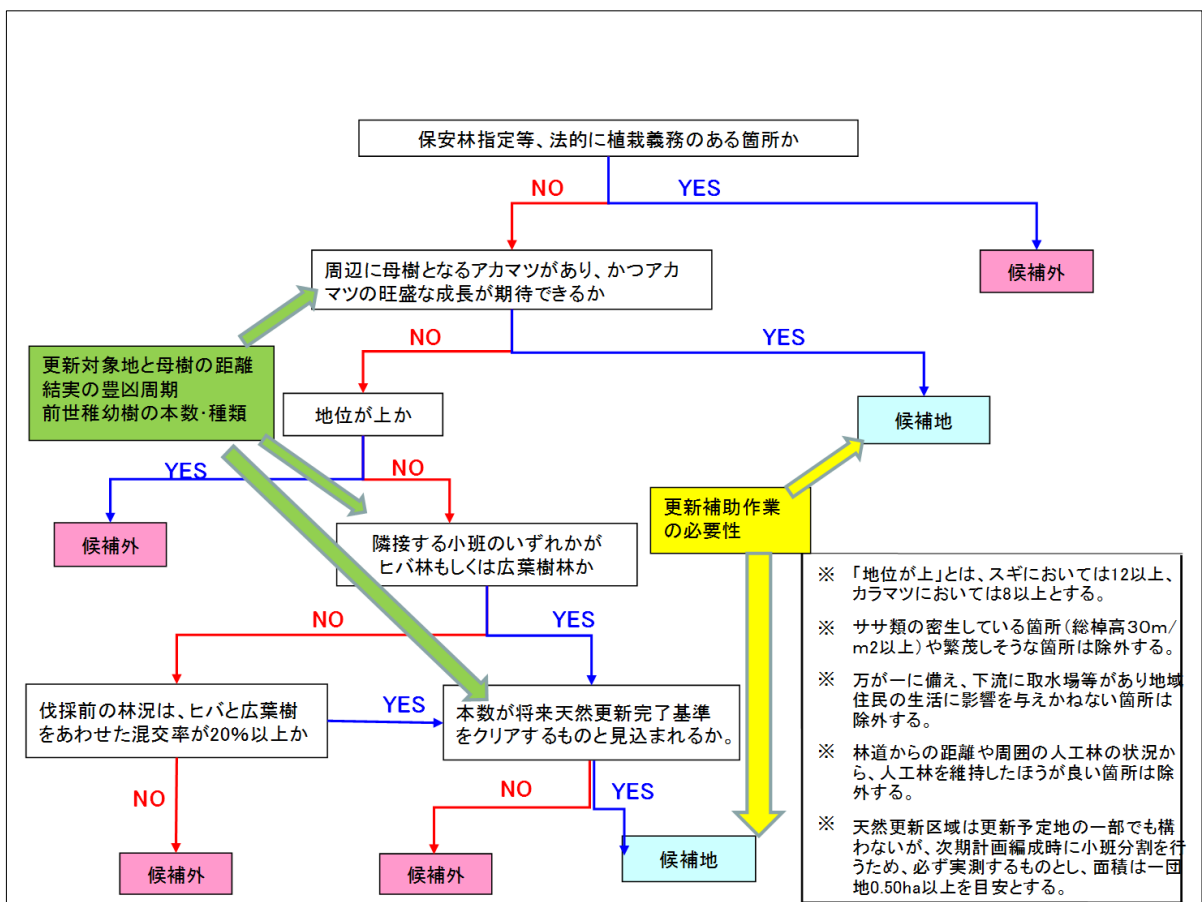 保安林指定等、法的に植栽義務のある箇所か
NO
YES
周辺に母樹となるアカマツがあり、かつアカ
マツの旺盛な成長が期待できるか
候補外
NO
YES
更新対象地と母樹の距離
結実の豊凶周期
前世稚幼樹の本数・種類
地位が上か
候補地
YES
NO
候補外
隣接する小班のいずれかが
ヒバ林もしくは広葉樹林か
更新補助作業
の必要性
NO
YES
伐採前の林況は、ヒバと広葉樹
をあわせた混交率が20%以上か
YES
本数が将来天然更新完了基準
をクリアするものと見込まれるか。
NO
NO
YES
候補外
候補外
候補地
※ 「地位が上」とは、スギにおいては12以上、
カラマツにおいては8以上とする。
※ ササ類の密生している箇所(総棹高30m/
m2以上)や繁茂しそうな箇所は除外する。
※ 万が一に備え、下流に取水場等があり地域
住民の生活に影響を与えかねない箇所は
除外する。
※ 林道からの距離や周囲の人工林の状況か
ら、人工林を維持したほうが良い箇所は除
外する。
※ 天然更新区域は更新予定地の一部でも構
わないが、次期計画編成時に小班分割を行
うため、必ず実測するものとし、面積は一団
地0.50ha以上を目安とする。